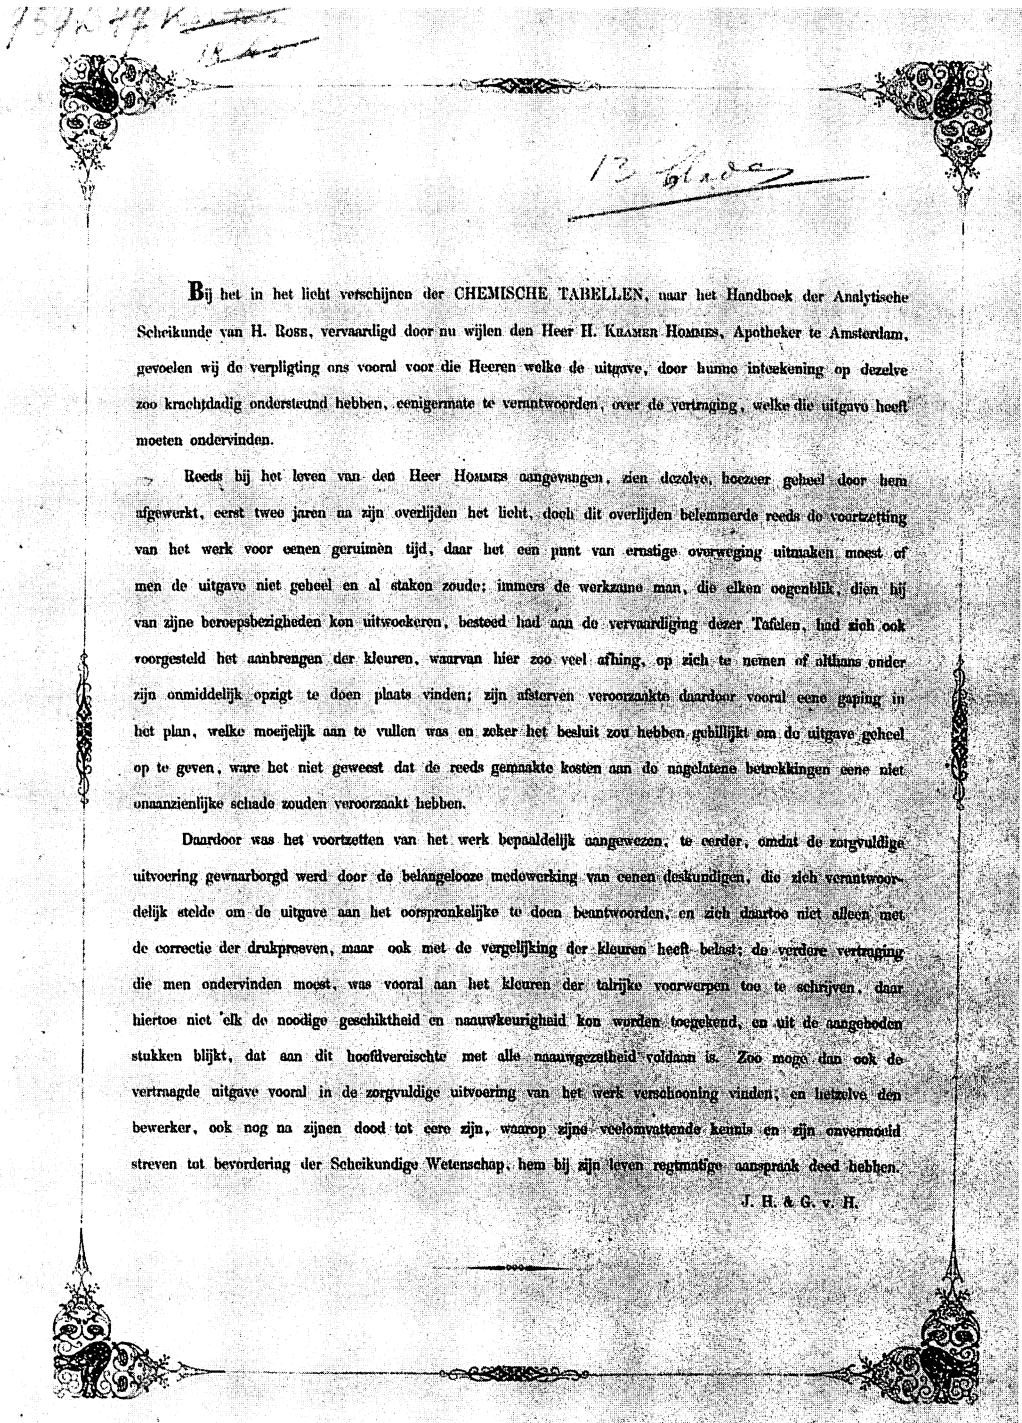 13 blade
Bij het in het licht verschijnen der CHEMISCHE TABELLEN, naar het Handboek der Analytische
Scheikunde van H. ROSE, vervaardigd door nu wijlen den Heer H. KRAMER HOMMES, Apotheker te Amsterdam,
gevoelen wij de verpligting ons vooral voor die Heeren welke de uitgave, door hunne inteekening op dezelve
zoo krachtdadig ondersteund hebben, eenigermate te verantwoorden, over de vertraging, welke die uitgave heeft
moeten ondervinden.
Reeds bij het leven van den Heer HOMMES aangevangen, zien dezelve, hoezeer geheel door hem
afgewerkt, eerst twee jaren na zijn overlijden het licht, doch dit overlijden belemmerde reeds de voortzetting
van het werk voor eenen geruimen tijd, daar het een punt van ernstige overweging uitmaken moest of
men de uitgave niet geheel en al staken zoude; immers de werkzame man, die elken oogenblik, dien hij
van zijne beroepsbezigheden kon uitwoekeren, besteed had aan de vervaardiging dezer Tafelen, had zich ook
voorgesteld het aanbrengen der kleuren, waarvan hier zoo veel afhing, op zich te nemen of althans onder
zijn onmiddelijk opzigt te doen plaats vinden; zijn afsterven veroorzaakte daardoor vooral eene gaping in
het plan, welke moeijelijk aan te vullen was en zeker het besluit zou hebben gebillijkt om de uitgave geheel
op te geven, ware het niet geweest dat de reeds gemaakte kosten aan de nagelatene betrekkingen eene niet
onaanzienlijke schade zouden veroorzaakt hebben.
Daardoor was het voortzetten van het werk bepaaldelijk aangewezen, te eerder, omdat de zorgvuldige
uitvoering gewaarborgd werd door de belangelooze medewerking van eenen deskundigen, die zich verantwoor-
delijk stelde om de uitgave aan het oorspronkelijke te doen beantwoorden, en zich daartoe niet alleen met
de correctie der drukproeven, maar ook met de vergelijking der kleuren heeft belast; de verdere vertraging
die men ondervinden moest, was vooral aan het kleuren der talrijke voorwerpen toe te schrijven, daar
hiertoe niet elk de noodige geschiktheid en naauwkeurigheid kon worden toegekend, en uit de aangeboden
stukken blijkt, dat aan dit hoofdvereischte met alle naauwgezetheid voldaan is. Zoo moge dan ook de
vertraagde uitgave vooral in de zorgvuldige uitvoering van het werk verschooning vinden; en hetzelve den
bewerker, ook nog na zijnen dood tot eere zijn, waarop zijne veelomvattende kennis en zijn onvermoeid
streven tot bevordering der Scheikundige Wetenschap, hem bij zijn leven regtmatige aanspraak deed hebben.
J. H. & G. v. H.